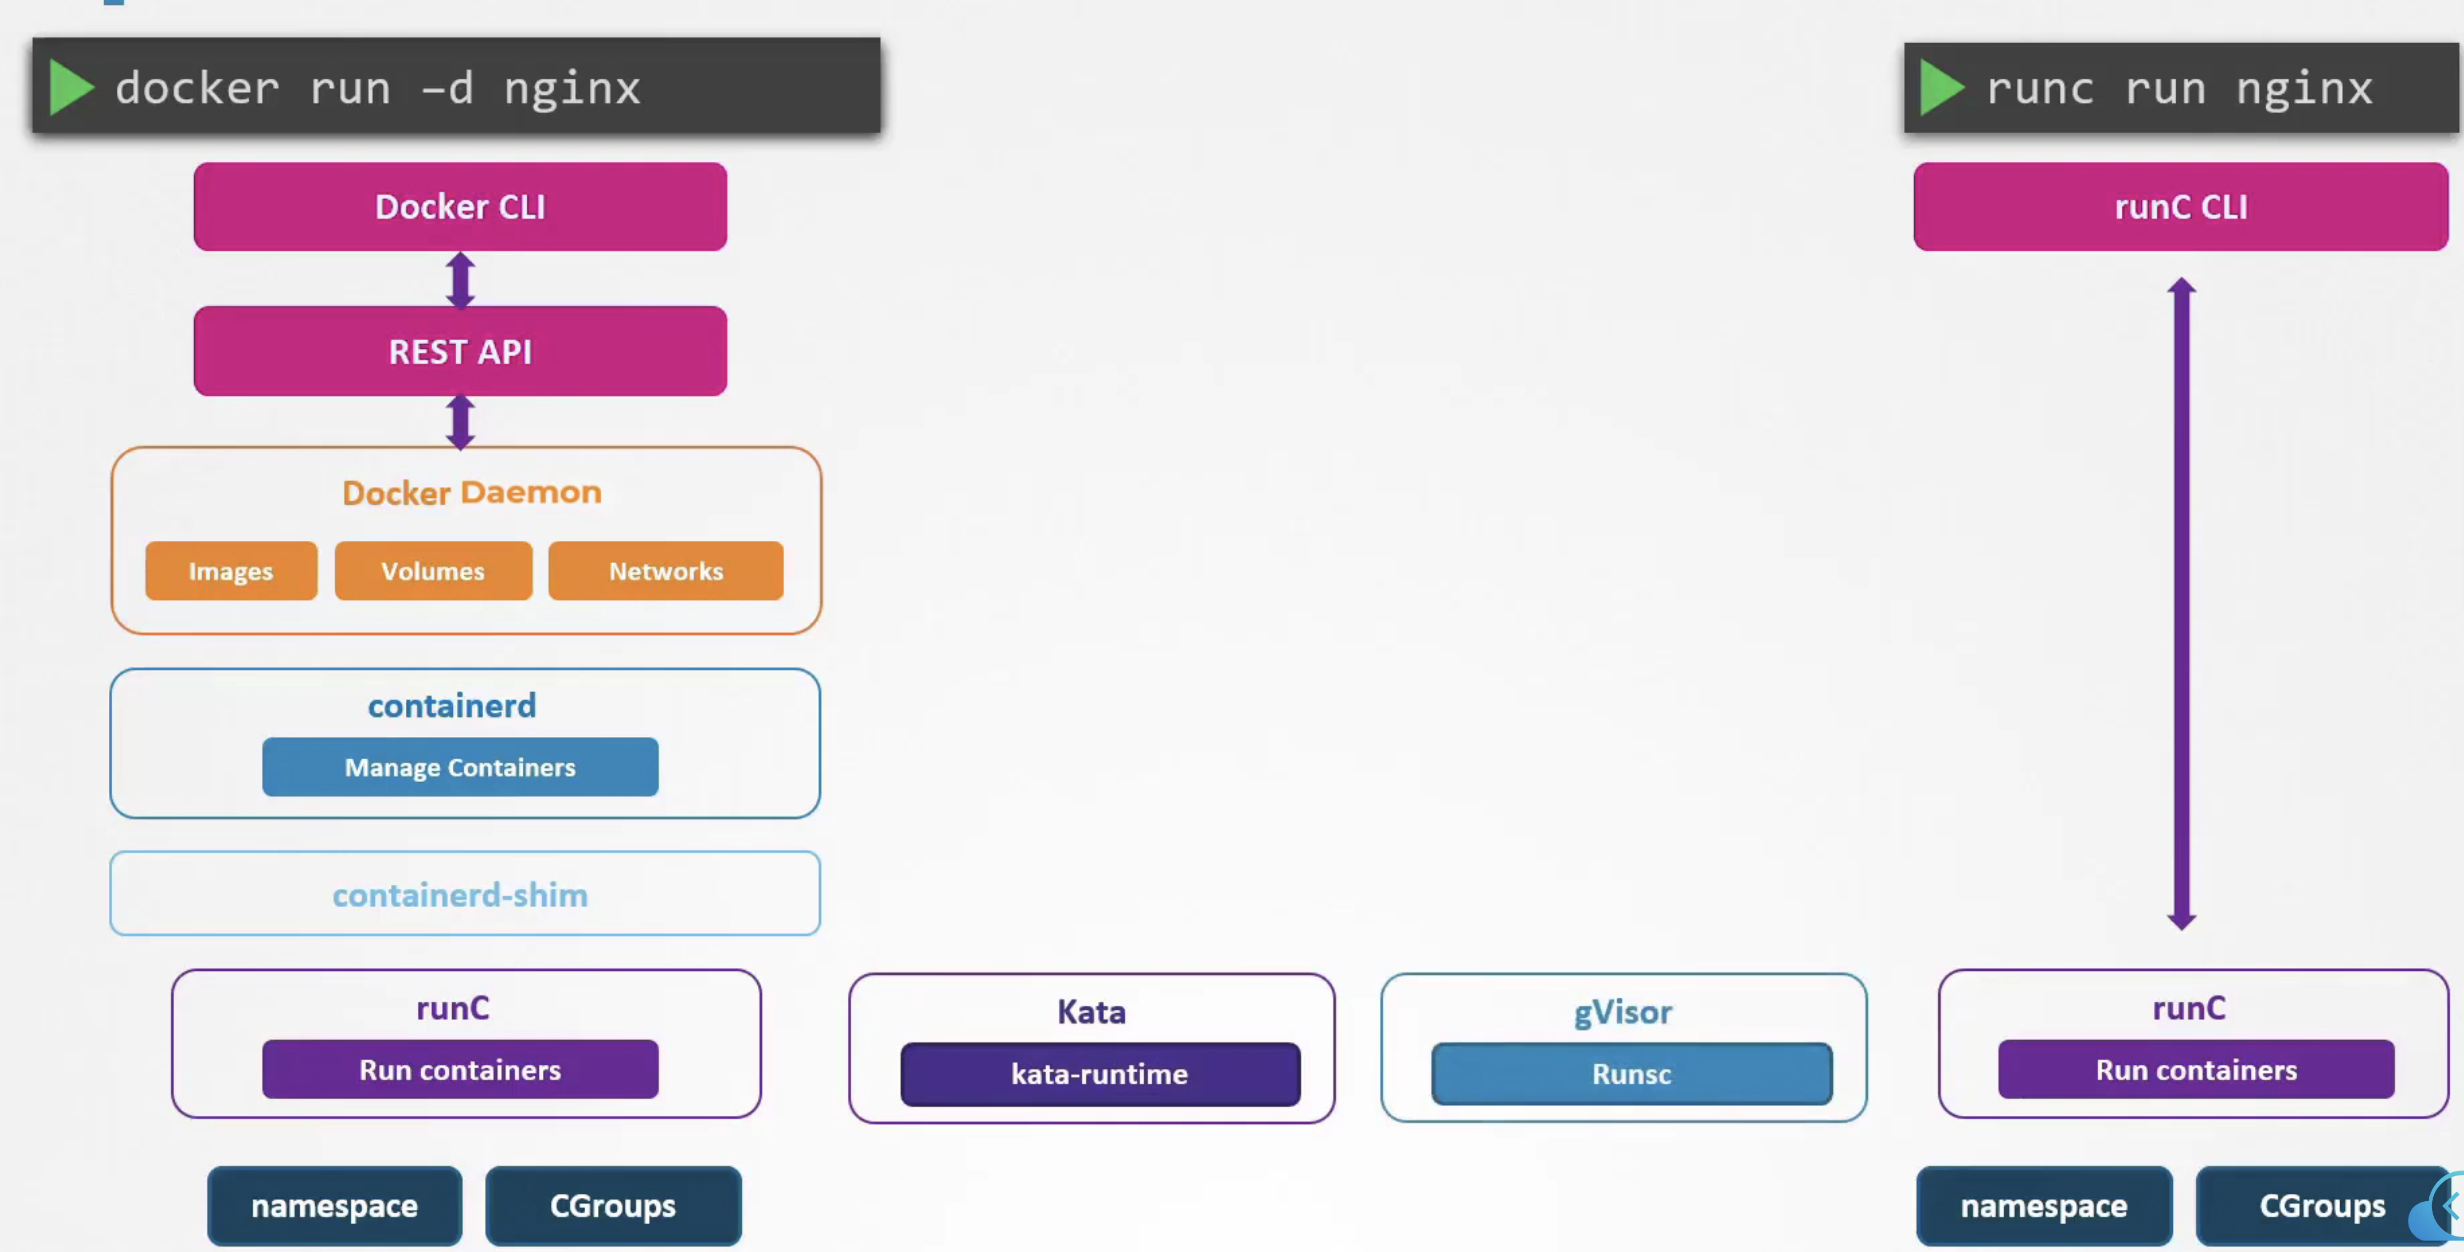 docker run –d nginx
runc run nginx
Docker CLI
runC CLI
REST API
Docker Daemon
Images
Volumes
Networks
containerd
Manage Containers
containerd-shim
runC
Run containers
Kata
kata-runtime
gVisor
Runsc
runC
Run containers
namespace
CGroups
namespace
CGroups